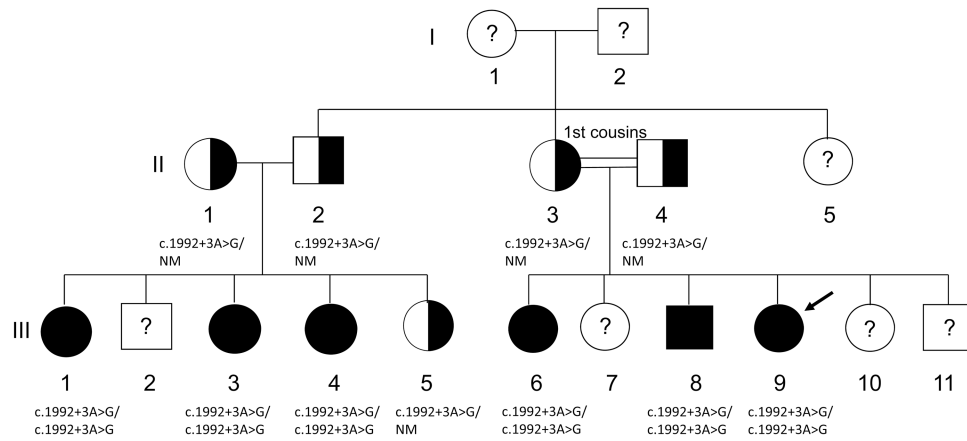 I ? ?
1 2
1st cousins
II ?
1 2 3 4 5
c.1992+3A>G/ c.1992+3A>G/ c.1992+3A>G/ c.1992+3A>G/
NM NM NM NM
III ? ? ? ?
1 2 3 4 5 6 7 8 9 10 11
c.1992+3A>G/ c.1992+3A>G/ c.1992+3A>G/ c.1992+3A>G/ c.1992+3A>G/ c.1992+3A>G/ c.1992+3A>G/
c.1992+3A>G c.1992+3A>G c.1992+3A>G NM c.1992+3A>G c.1992+3A>G c.1992+3A>G